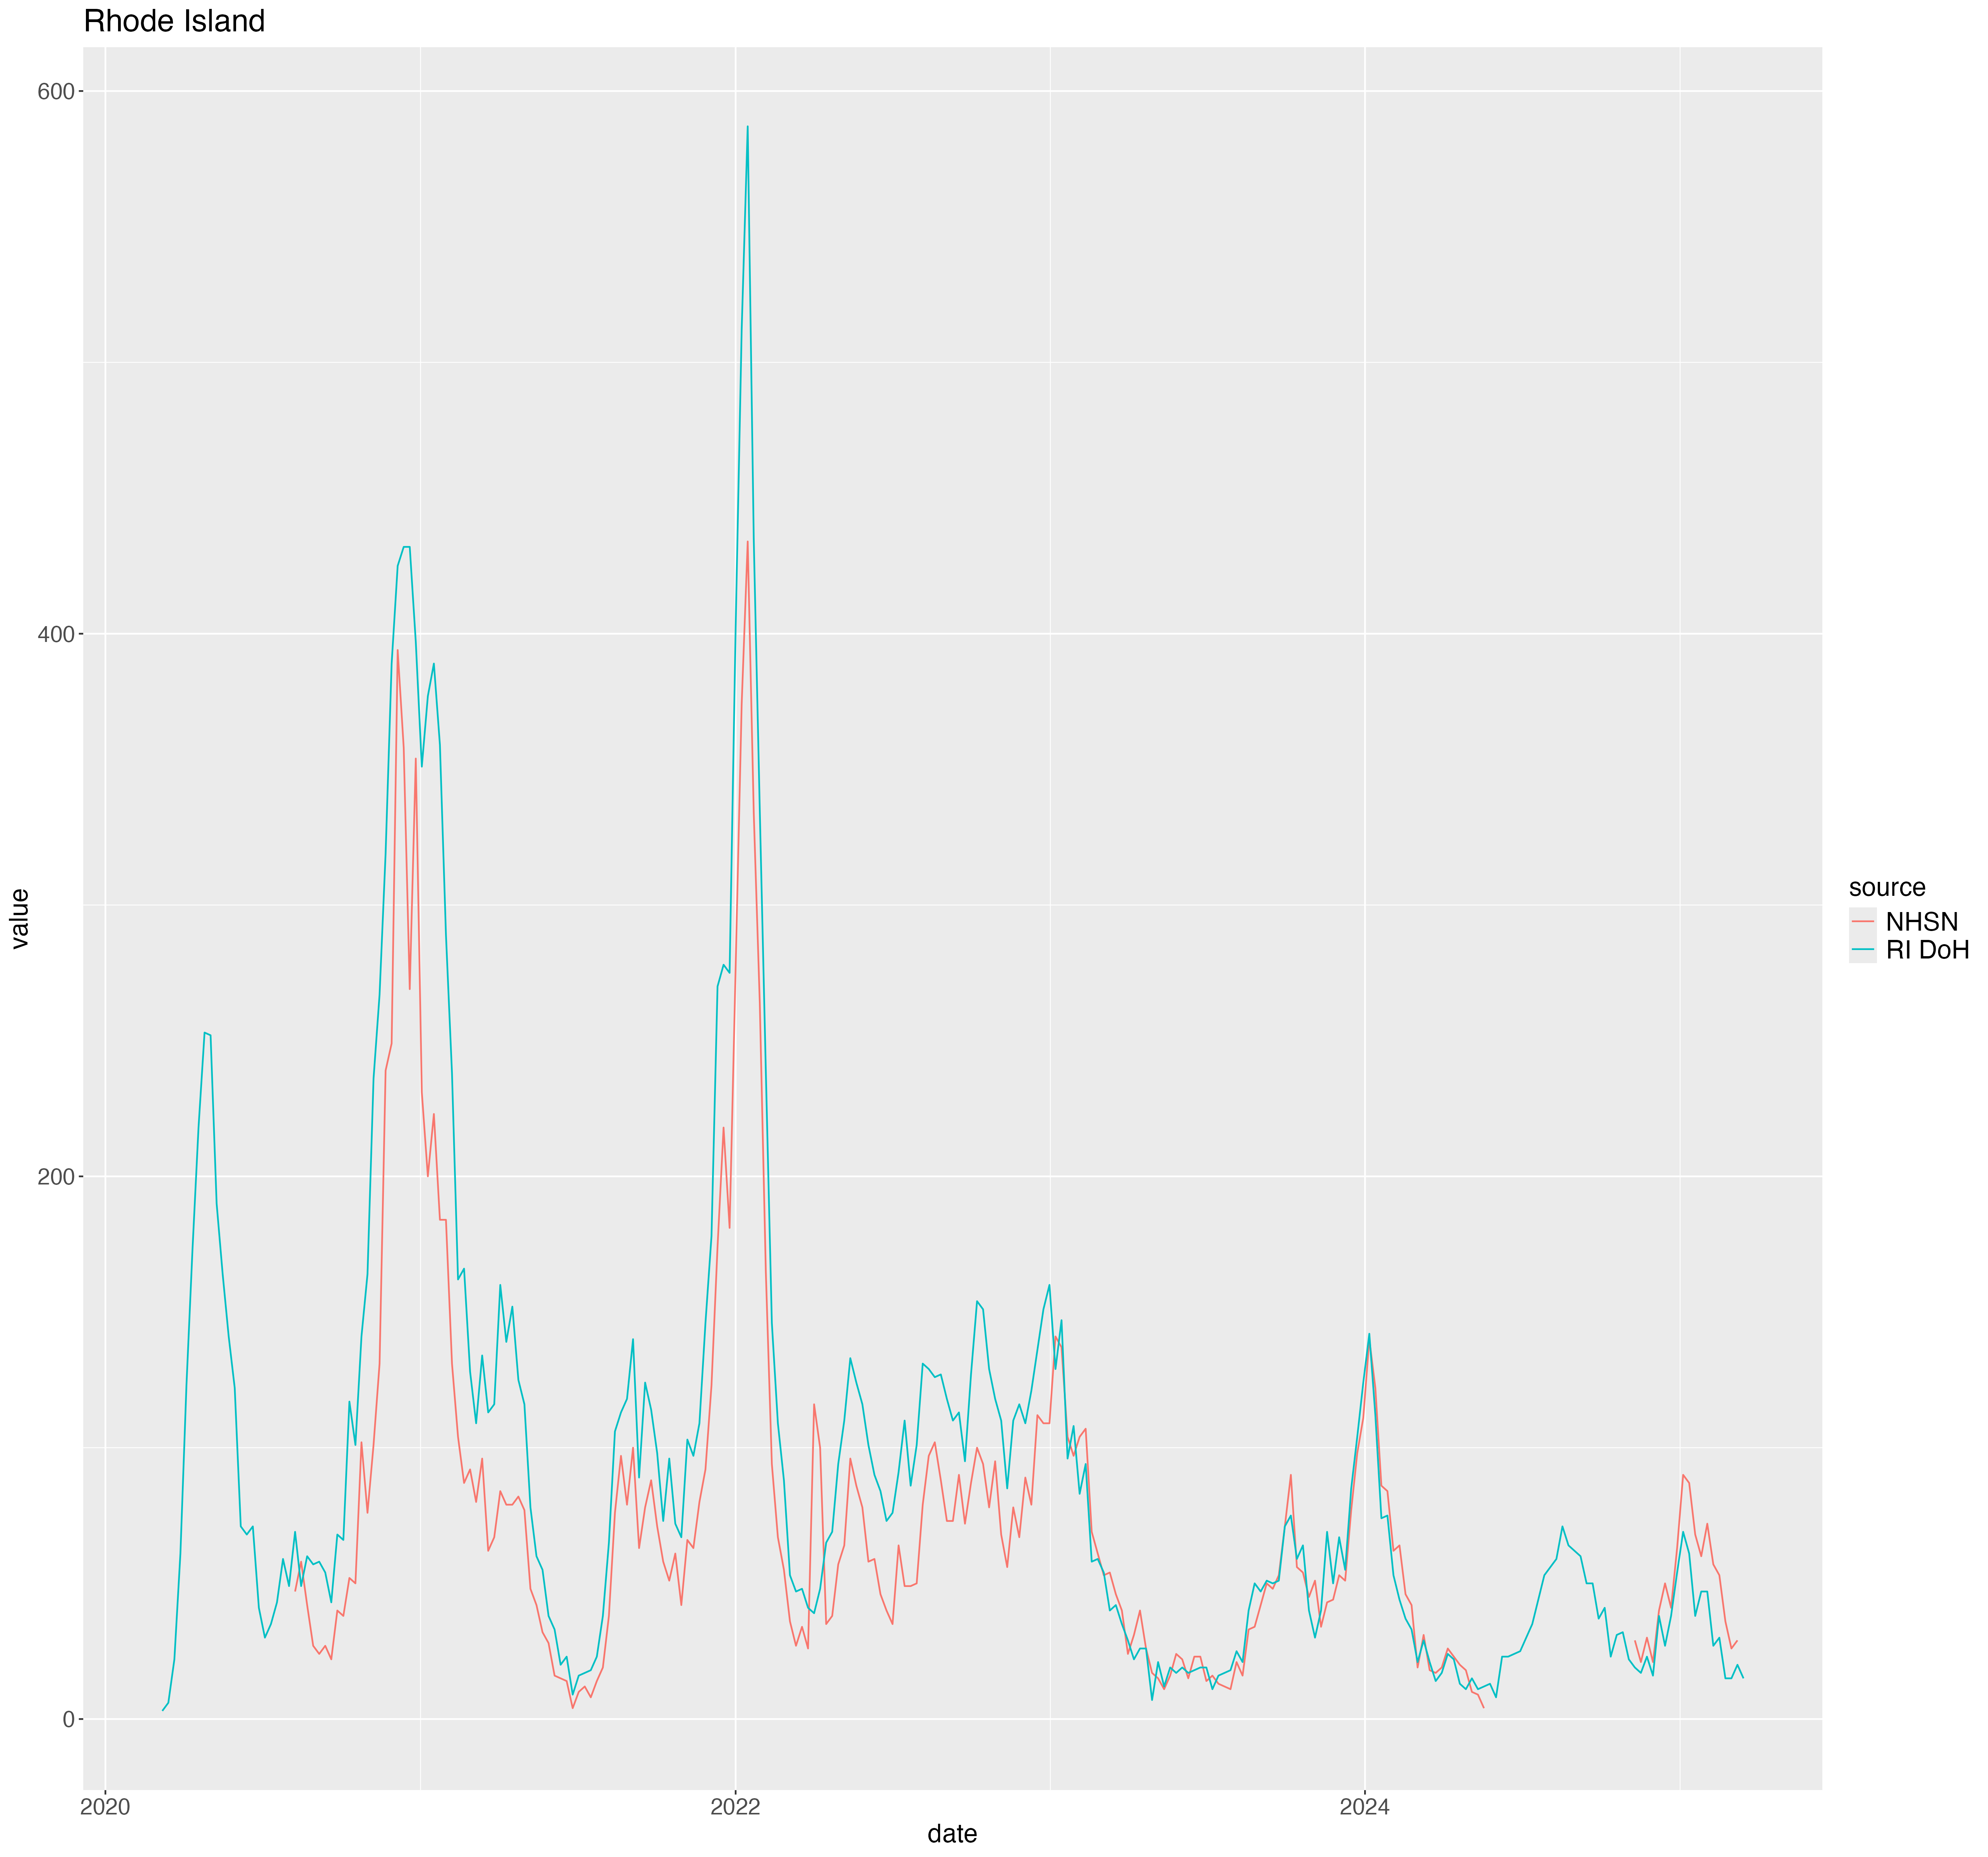 Rhode Island
600
400
200
0
value
2020
2022
2024
date
source
NHSN
RI DoH